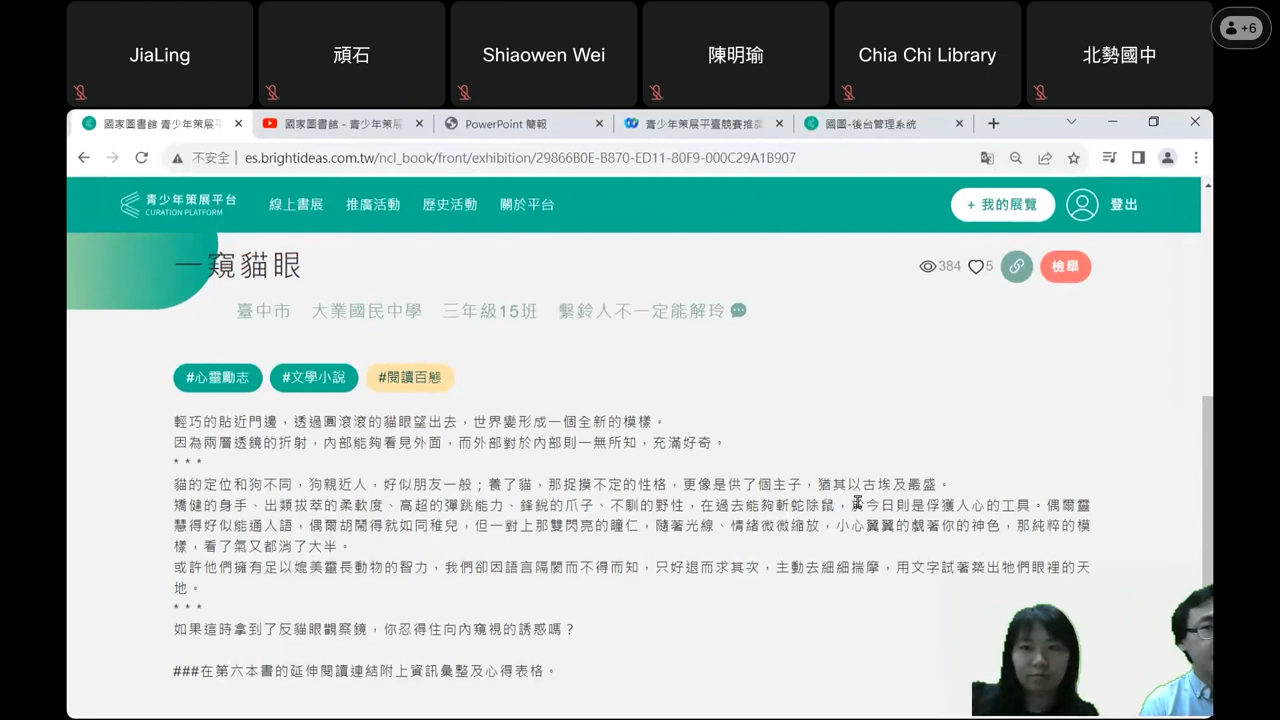 JiaLing
頑石
Shiaowen Wei
陳明瑜
Chia Chi Library
北勢國中
+6
國家圖書館 青少年策展平
國家圖書館 - 青少年策展
PowerPoint 簡報
青少年策展平臺競賽推廣
國圖-後台管理系統
不安全
es.brightideas.com.tw/ncl_book/front/exhibition/29866B0E-B870-ED11-80F9-000C29A1B907
青少年策展平台
CURATION PLATFORM
線上書展
推廣活動
歷史活動
關於平台
+ 我的展覽
登出
一窺貓眼
384
5
檢舉
臺中市 大業國民中學 三年級15班 繫鈴人不一定能解玲
#心靈勵志
#文學小說
#閱讀百態
輕巧的貼近門邊，透過圓滾滾的貓眼望出去，世界變形成一個全新的模樣。
因為兩層透鏡的折射，內部能夠看見外面，而外部對於內部則一無所知，充滿好奇。
* * *
貓的定位和狗不同，狗親近人，好似朋友一般；養了貓，那捉摸不定的性格，更像是供了個主子，猶其以古埃及最盛。
矯健的身手、出類拔萃的柔軟度、高超的彈跳能力、鋒銳的爪子、不馴的野性，在過去能夠斬蛇除鼠，今日則是俘獲人心的工具。偶爾靈
慧得好似能通人語，偶爾胡鬧得就如同稚兒，但一對上那雙閃亮的瞳仁，隨著光線、情緒微微縮放，小心翼翼的覷著你的神色，那純粹的模
樣，看了氣又都消了大半。
或許他們擁有足以媲美靈長動物的智力，我們卻因語言隔閡而不得而知，只好退而求其次，主動去細細揣摩，用文字試著築出牠們眼裡的天
地。
* * *
如果這時拿到了反貓眼觀察鏡，你忍得住向內窺視的誘惑嗎？
###在第六本書的延伸閱讀連結附上資訊彙整及心得表格。